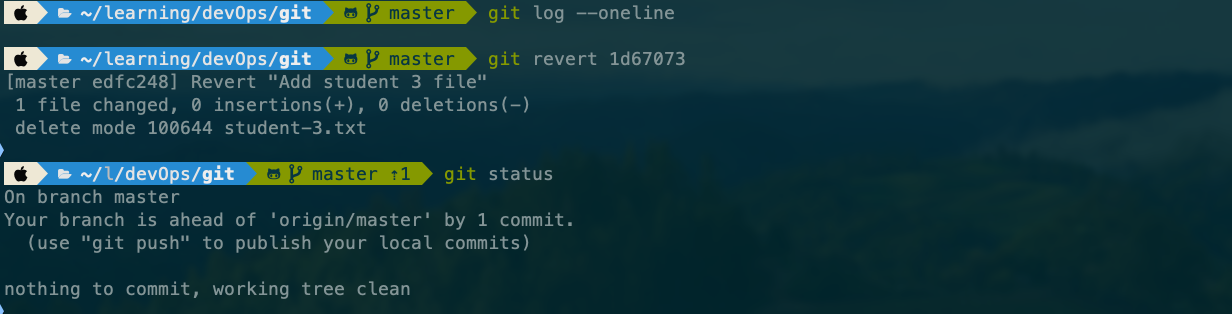 ~/learning/devOps/git master git log --oneline
~/learning/devOps/git master git revert 1d67073
[master edfc248] Revert "Add student 3 file"
1 file changed, 0 insertions(+), 0 deletions(-)
delete mode 100644 student-3.txt
~/l/devOps/git master ⇡1 git status
On branch master
Your branch is ahead of 'origin/master' by 1 commit.
(use "git push" to publish your local commits)
nothing to commit, working tree clean